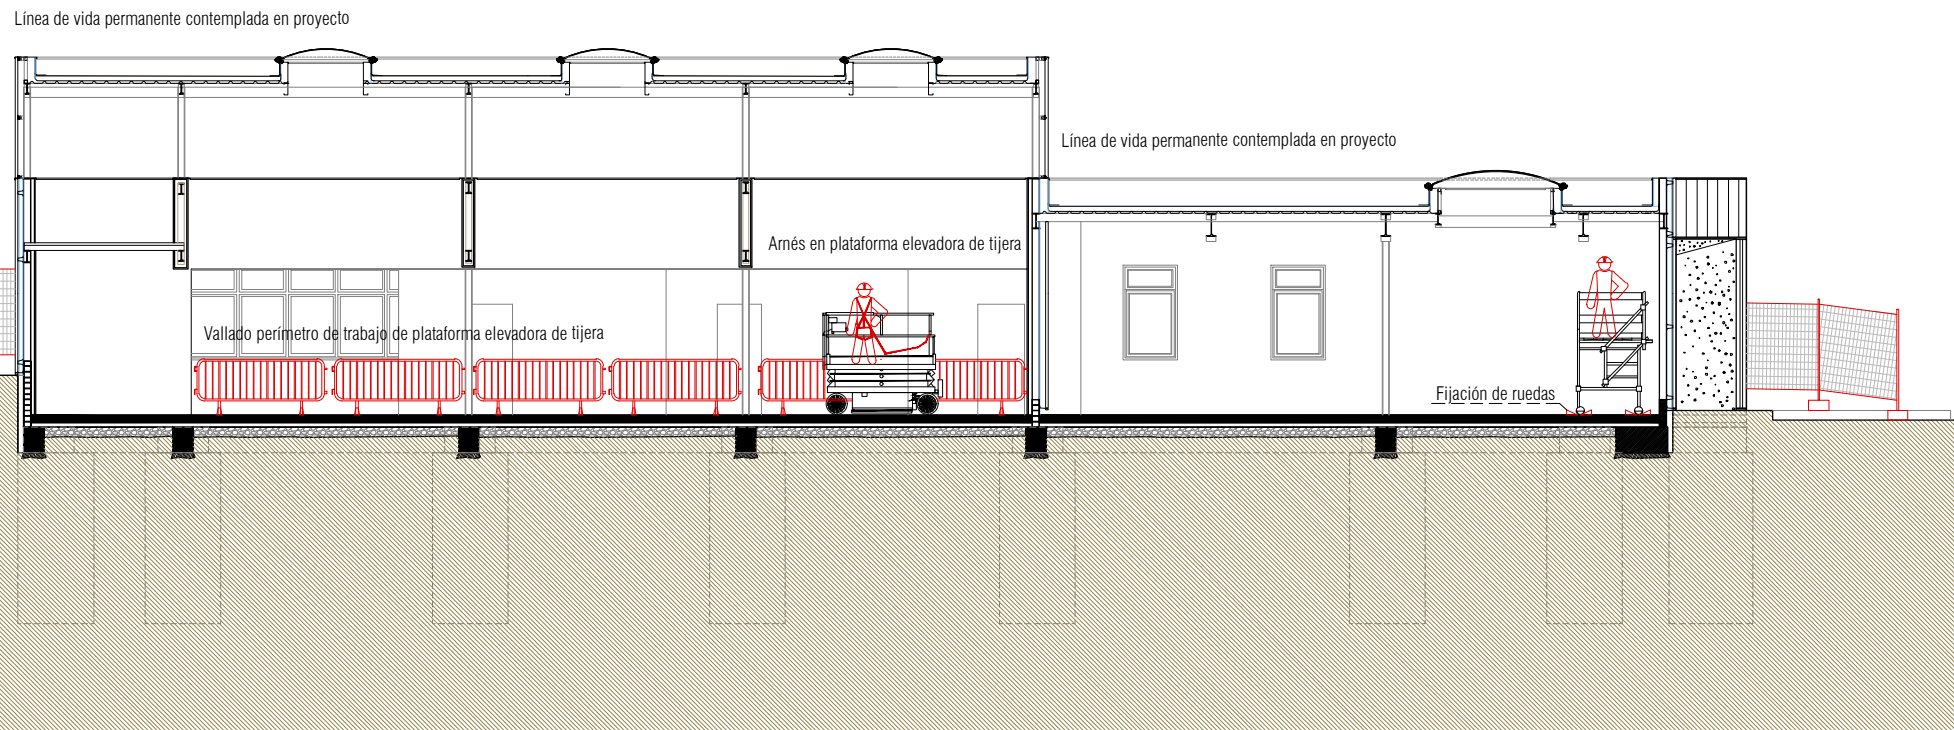 Línea de vida permanente contemplada en proyecto
Línea de vida permanente contemplada en proyecto
Arnés en plataforma elevadora de tijera
Vallado perímetro de trabajo de plataforma elevadora de tijera
Fijación de ruedas